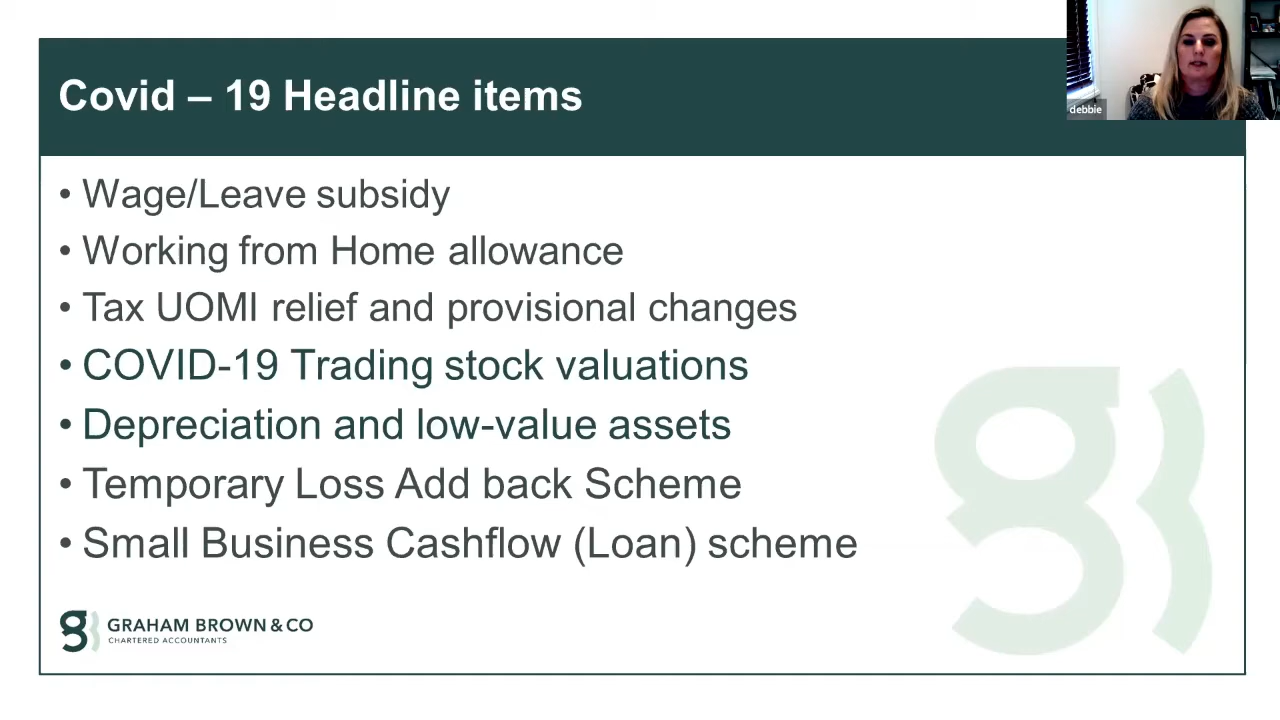 Covid – 19 Headline items
debbie
• Wage/Leave subsidy
• Working from Home allowance
• Tax UOMI relief and provisional changes
• COVID-19 Trading stock valuations
• Depreciation and low-value assets
• Temporary Loss Add back Scheme
• Small Business Cashflow (Loan) scheme
GRAHAM BROWN & CO
CHARTERED ACCOUNTANTS